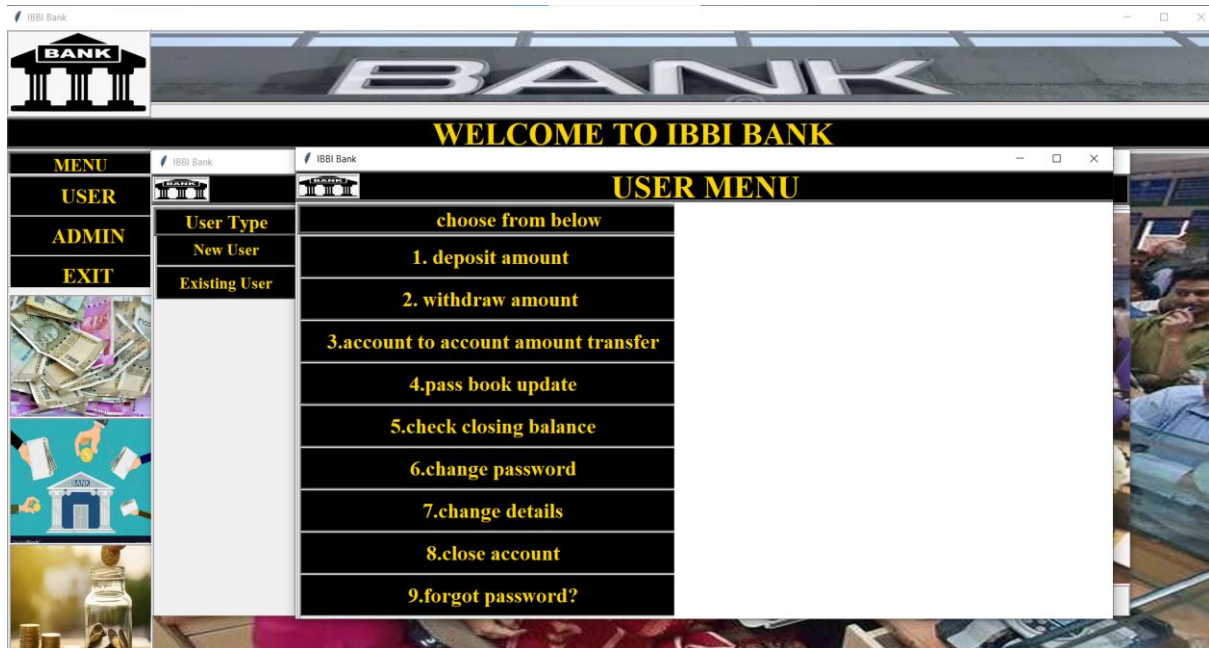 IBBI Bank
BANK
BANK
WELCOME TO IBBI BANK
MENU
USER
ADMIN
EXIT
BANK
IBBI Bank
BANK
User Type
New User
Existing User
IBBI Bank
BANK
USER MENU
choose from below
1. deposit amount
2. withdraw amount
3.account to account amount transfer
4.pass book update
5.check closing balance
6.change password
7.change details
8.close account
9.forgot password?